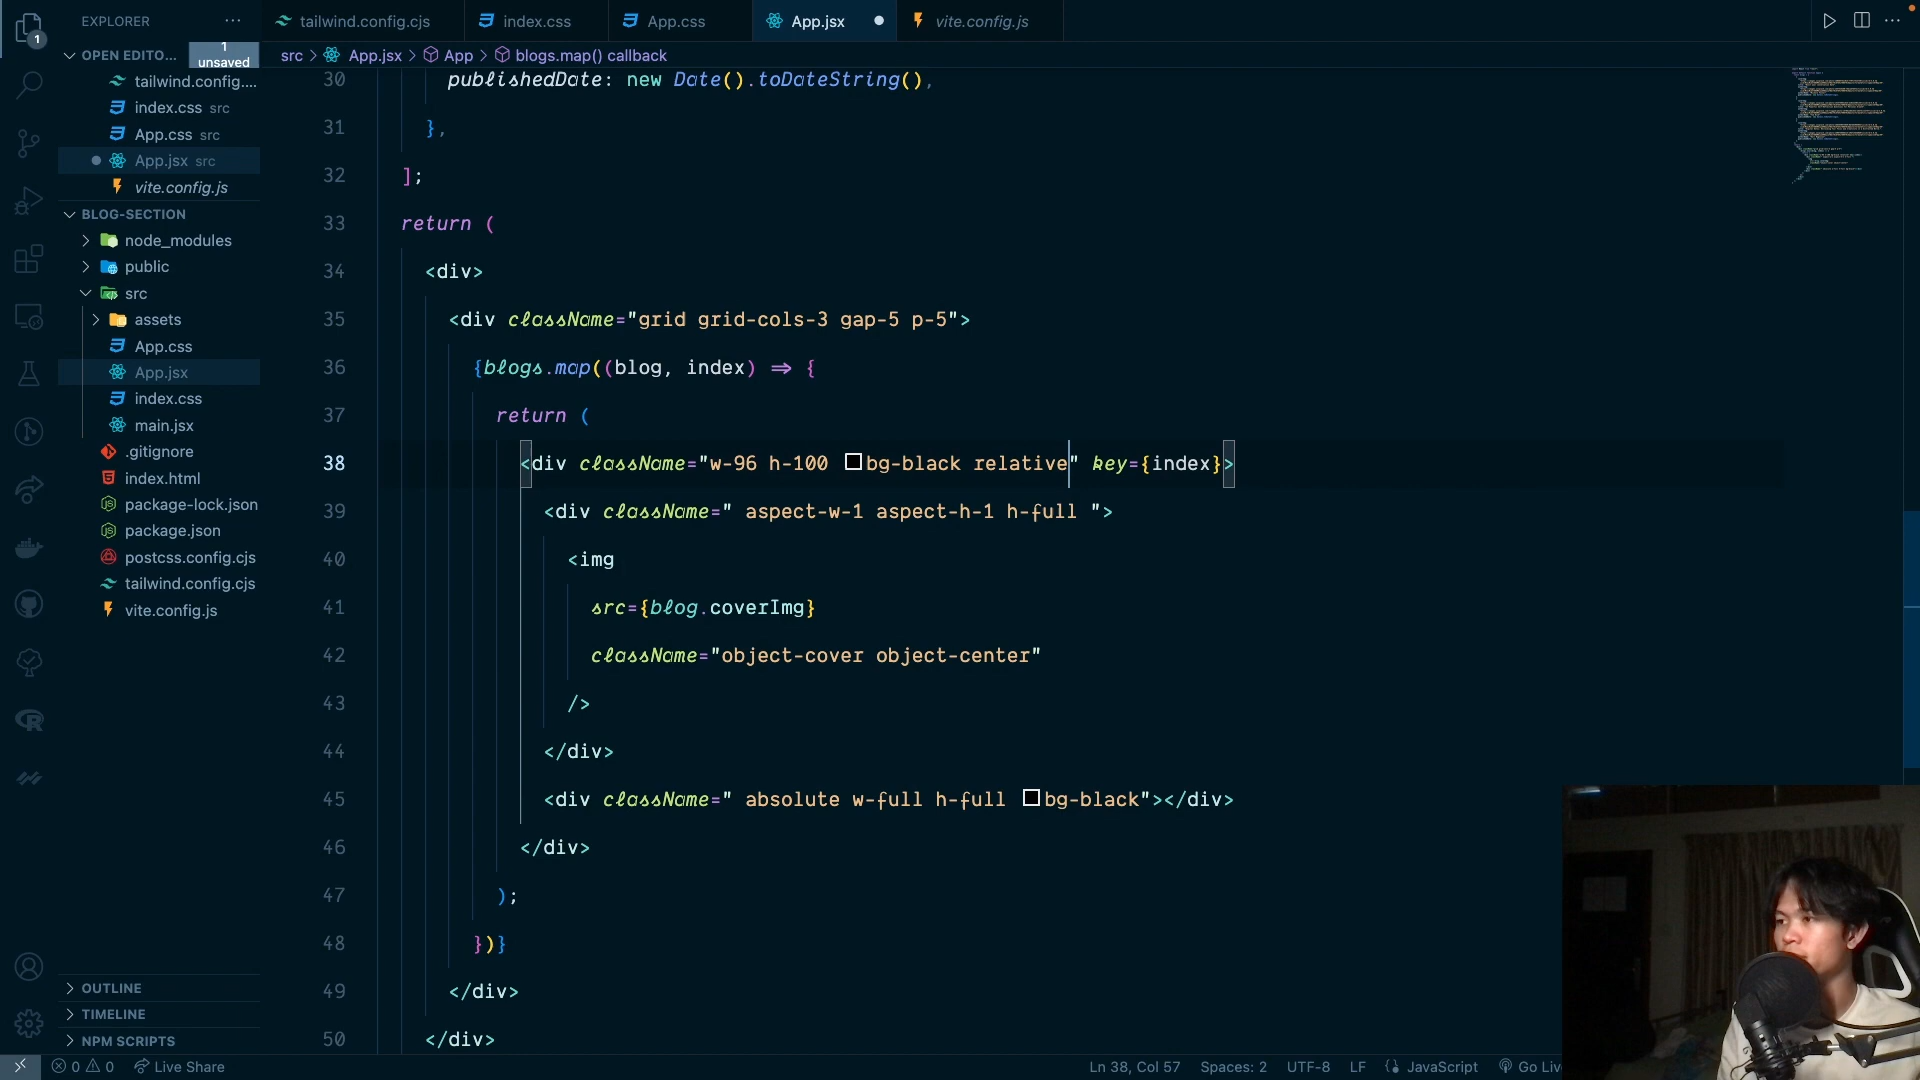 EXPLORER
tailwind.config.cjs
index.css
App.css
App.jsx
vite.config.js
OPEN EDITO...
1 unsaved
src > App.jsx > App > blogs.map() callback
tailwind.config....
index.css src
App.css src
App.jsx src
vite.config.js
BLOG-SECTION
node_modules
public
src
assets
App.css
App.jsx
index.css
main.jsx
.gitignore
index.html
package-lock.json
package.json
postcss.config.cjs
tailwind.config.cjs
vite.config.js
OUTLINE
TIMELINE
NPM SCRIPTS
1
30 publishedDate: new Date().toDateString(),
31 },
32 ];
33 return (
34 <div>
35 <div className="grid grid-cols-3 gap-5 p-5">
36 {blogs.map((blog, index) => {
37 return (
38 <div className="w-96 h-100 bg-black relative" key={index}>
39 <div className=" aspect-w-1 aspect-h-1 h-full ">
40 <img
41 src={blog.coverImg}
42 className="object-cover object-center"
43 />
44 </div>
45 <div className=" absolute w-full h-full bg-black"></div>
46 </div>
47 );
48 })}
49 </div>
50 </div>
0 0 Live Share
Ln 38, Col 57 Spaces: 2 UTF-8 LF JavaScript Go Liv